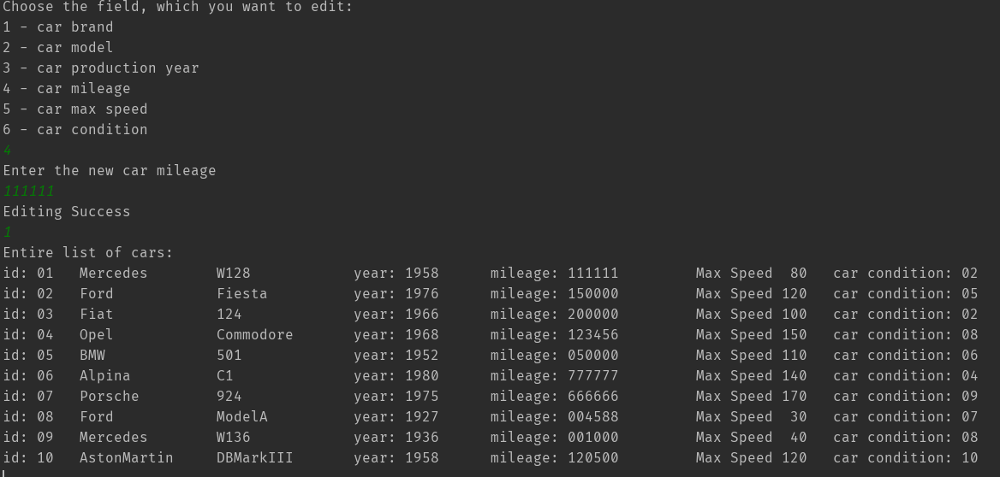 Choose the field, which you want to edit:
1 - car brand
2 - car model
3 - car production year
4 - car mileage
5 - car max speed
6 - car condition
4
Enter the new car mileage
111111
Editing Success
1
Entire list of cars:
id: 01   Mercedes        W128            year: 1958      mileage: 111111         Max Speed  80   car condition: 02
id: 02   Ford            Fiesta          year: 1976      mileage: 150000         Max Speed 120   car condition: 05
id: 03   Fiat            124             year: 1966      mileage: 200000         Max Speed 100   car condition: 02
id: 04   Opel            Commodore       year: 1968      mileage: 123456         Max Speed 150   car condition: 08
id: 05   BMW             501             year: 1952      mileage: 050000         Max Speed 110   car condition: 06
id: 06   Alpina          C1              year: 1980      mileage: 777777         Max Speed 140   car condition: 04
id: 07   Porsche         924             year: 1975      mileage: 666666         Max Speed 170   car condition: 09
id: 08   Ford            ModelA          year: 1927      mileage: 004588         Max Speed  30   car condition: 07
id: 09   Mercedes        W136            year: 1936      mileage: 001000         Max Speed  40   car condition: 08
id: 10   AstonMartin     DBMarkIII       year: 1958      mileage: 120500         Max Speed 120   car condition: 10